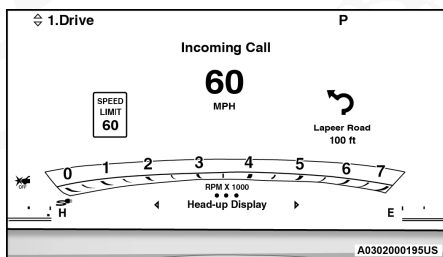 1.Drive
P
Incoming Call
60
MPH
SPEED
LIMIT
60
Lapeer Road
100 ft
0 1 2 3 4 5 6 7
OFF
RPM X 1000
H
Head-up Display
E
A0302000195US